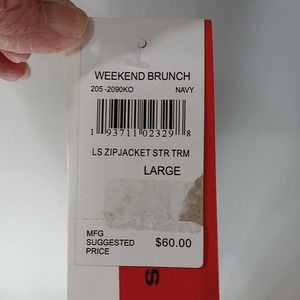 WEEKEND BRUNCH
205 -2090KO NAVY
1 93711 02329 8
LS ZIPJACKET STR TRM
LARGE
MFG
SUGGESTED $60.00
PRICE
S